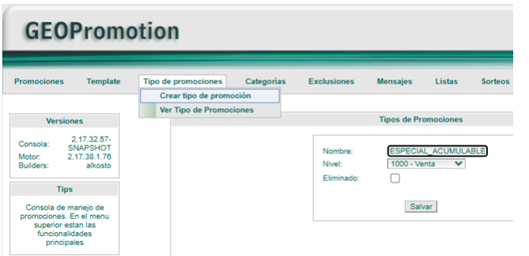 GEOPromotion
Promociones Template Tipo de promociones Categorías Exclusiones Mensajes Listas Sorteos
Crear tipo de promoción
Ver Tipo de Promociones
Versiones
Consola: 2.17.32.57-SNAPSHOT
Motor: 2.17.38.1.76
Builders: alkosto
Tips
Consola de manejo de
promociones. En el menú
superior estan las
funcionalidades
principales
Tipos de Promociones
Nombre: ESPECIAL_ACUMULABLE
Nivel: 1000 - Venta
Eliminado:
Salvar